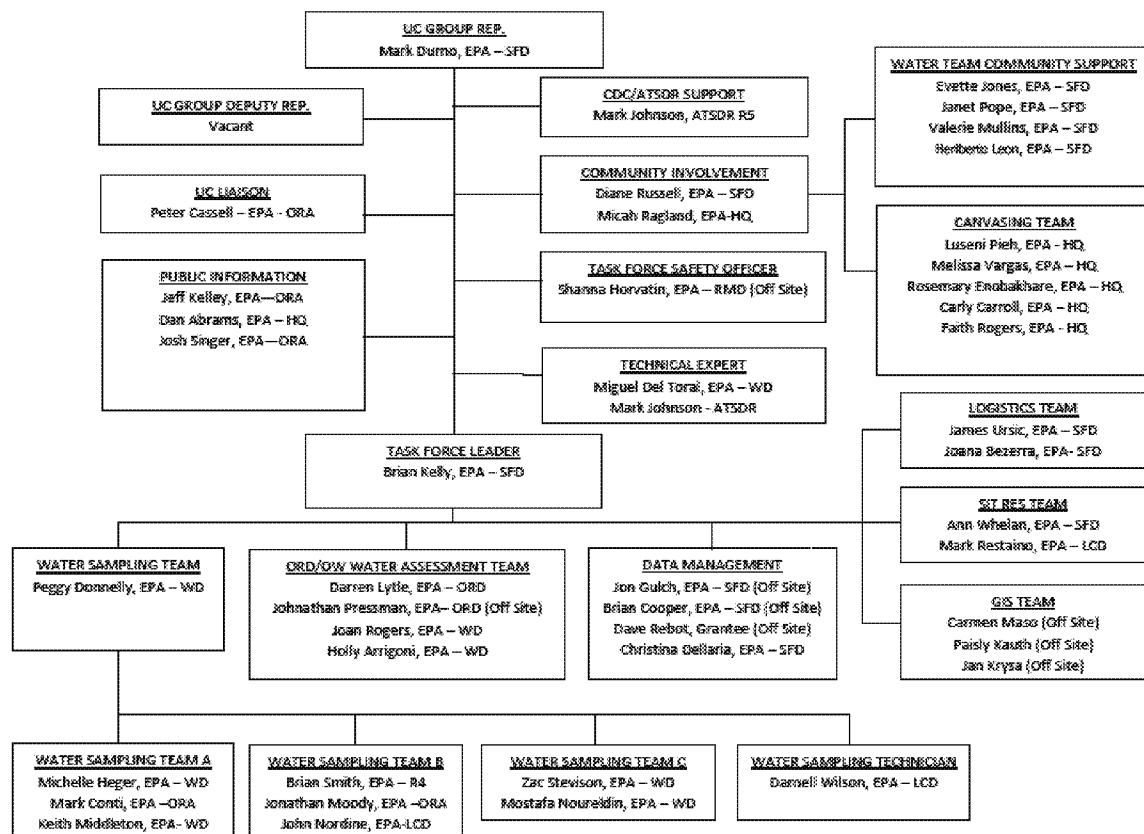 UC GROUP REP.
Mark Durno, EPA – SFD
UC GROUP DEPUTY REP.
Vacant
CDC/ATSDR SUPPORT
Mark Johnson, ATSDR R5
WATER TEAM COMMUNITY SUPPORT
Evette Jones, EPA – SFD
Janet Pope, EPA – SFD
Valerie Mullins, EPA – SFD
Heriberto Leon, EPA – SFD
UC LIAISON
Peter Cassell – EPA - ORA
COMMUNITY INVOLVEMENT
Diane Russell, EPA – SFD
Micah Ragland, EPA-HQ
CANVASING TEAM
Luseni Pieh, EPA - HQ
Melissa Vargas, EPA – HQ
Rosemary Enobakhare, EPA – HQ
Carly Carroll, EPA – HQ
Faith Rogers, EPA - HQ
PUBLIC INFORMATION
Jeff Kelley, EPA—ORA
Dan Abrams, EPA – HQ
Josh Singer, EPA—ORA
TASK FORCE SAFETY OFFICER
Shanna Horvatin, EPA – RMD (Off Site)
TECHNICAL EXPERT
Miguel Del Toral, EPA – WD
Mark Johnson - ATSDR
TASK FORCE LEADER
Brian Kelly, EPA – SFD
LOGISTICS TEAM
James Ursic, EPA – SFD
Joana Bezerra, EPA- SFD
SIT RES TEAM
Ann Whelan, EPA – SFD
Mark Restaino, EPA – LCD
GIS TEAM
Carmen Maso (Off Site)
Paisly Kauth (Off Site)
Jan Krysa (Off Site)
WATER SAMPLING TEAM
Peggy Donnelly, EPA – WD
ORD/OW WATER ASSESSMENT TEAM
Darren Lytle, EPA – ORD
Johnathan Pressman, EPA– ORD (Off Site)
Joan Rogers, EPA – WD
Holly Arrigoni, EPA – WD
DATA MANAGEMENT
Jon Gulch, EPA – SFD (Off Site)
Brian Cooper, EPA – SFD (Off Site)
Dave Rebot, Grantee (Off Site)
Christina Dellaria, EPA – SFD
WATER SAMPLING TEAM A
Michelle Heger, EPA – WD
Mark Conti, EPA –ORA
Keith Middleton, EPA- WD
WATER SAMPLING TEAM B
Brian Smith, EPA – R4
Jonathan Moody, EPA –ORA
John Nordine, EPA-LCD
WATER SAMPLING TEAM C
Zac Stevison, EPA – WD
Mostafa Noureldin, EPA – WD
WATER SAMPLING TECHNICIAN
Darnell Wilson, EPA – LCD